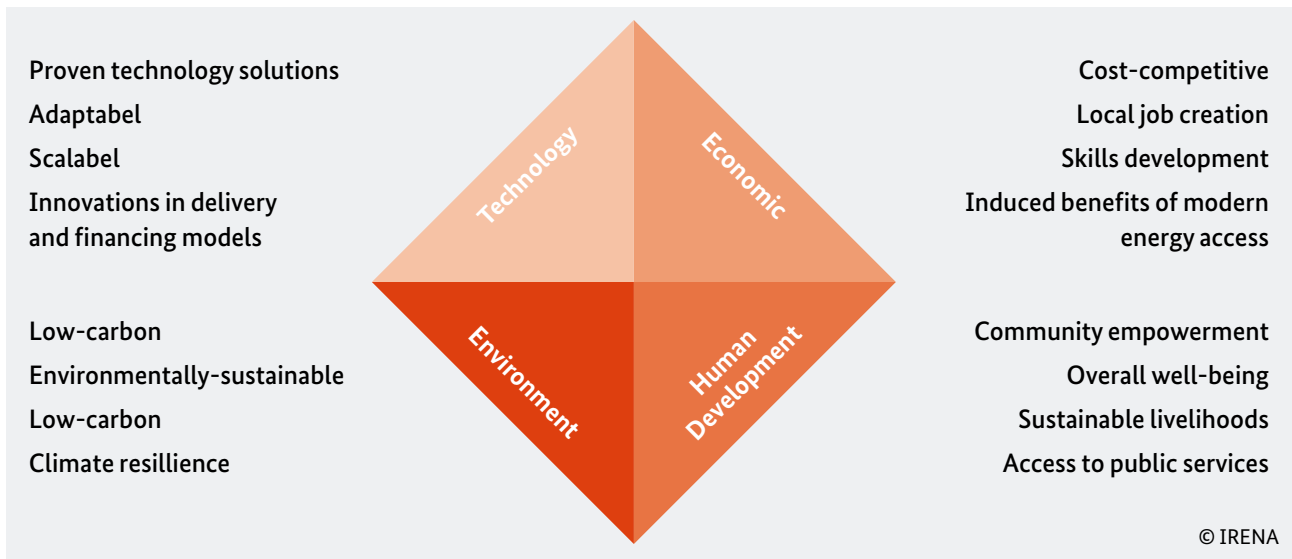 Proven technology solutions
Adaptabel
Scalabel
Innovations in delivery
and financing models
Technology
Economic
Cost-competitive
Local job creation
Skills development
Induced benefits of modern
energy access
Low-carbon
Environmentally-sustainable
Low-carbon
Climate resillience
Environment
Human
Development
Community empowerment
Overall well-being
Sustainable livelihoods
Access to public services
© IRENA